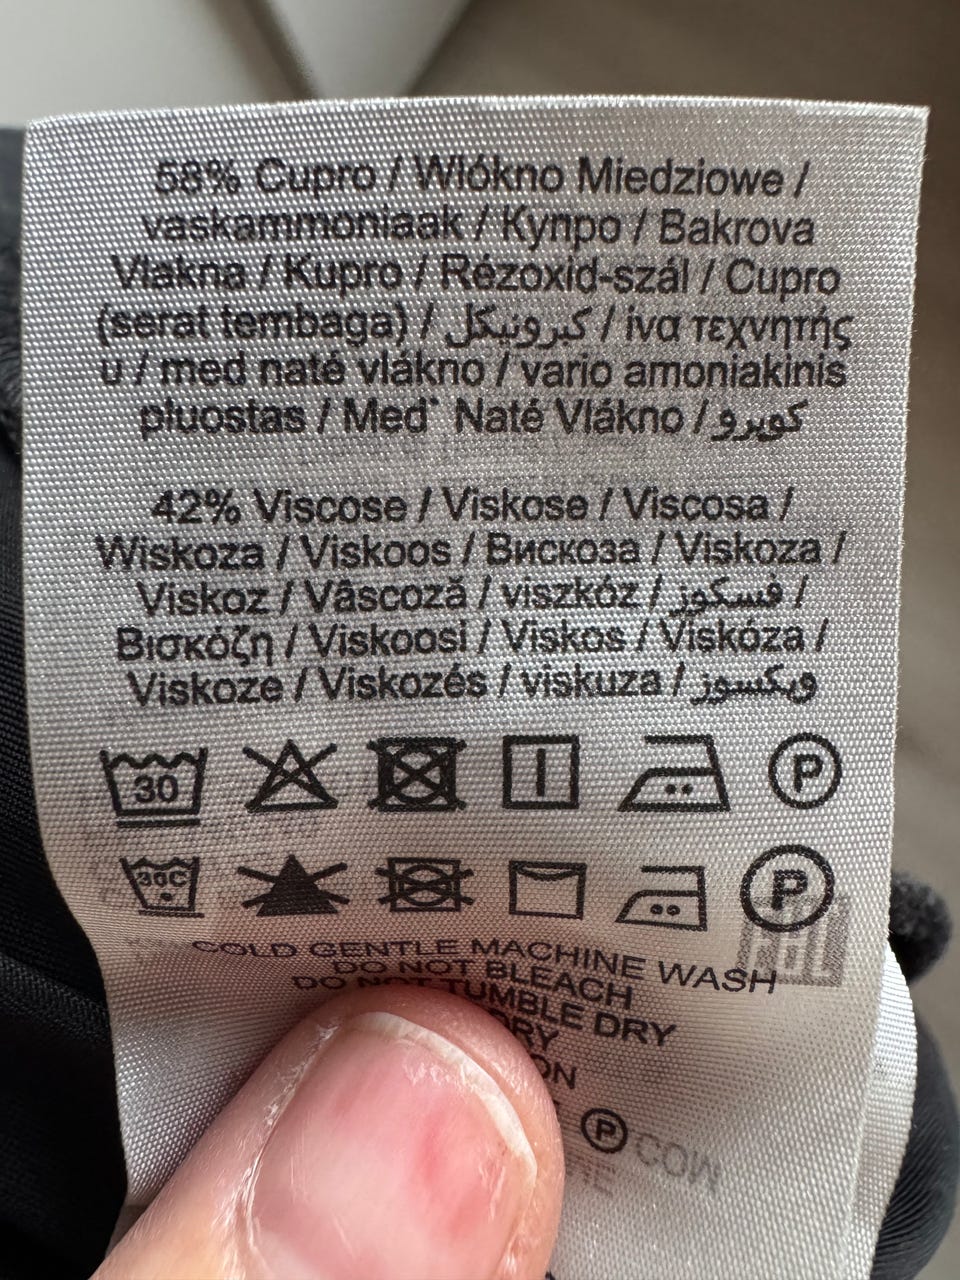 58% Cupro / Wlókno Miedziowe /
vaskammoniaak / Купро / Bakrova
Vlakna / Kupro / Rézoxid-szál / Cupro
(serat tembaga) / كبرونيكل / ίνα τεχνητής
υ / med naté vlákno / vario amoniakinis
pluostas / Med˚ Naté Vlákno / كوبرو
42% Viscose / Viskose / Viscosa /
Wiskoza / Viskoos / Вискоза / Viskoza /
Viskoz / Vâscoză / viszkóz / فسكوز /
Βισκόζη / Viskoosi / Viskos / Viskóza /
Viskoze / Viskozés / viskuza / ويكسوز
30 P
30C P
COLD GENTLE MACHINE WASH
DO NOT BLEACH
DO NOT TUMBLE DRY
P